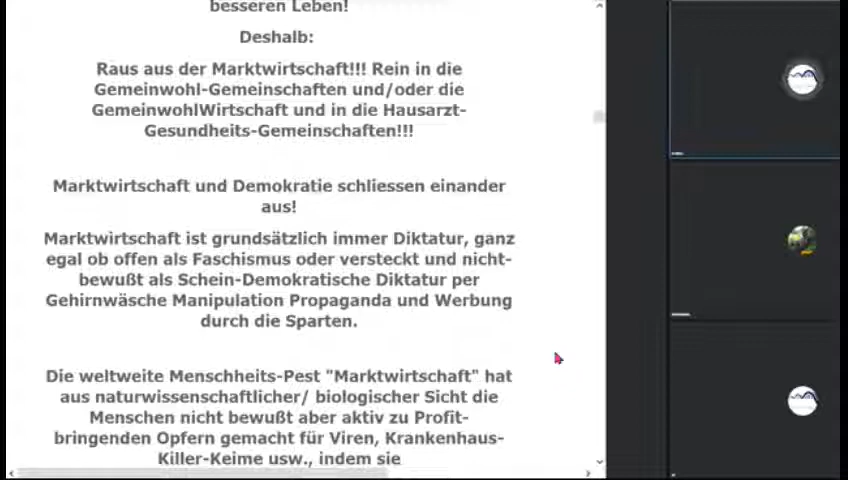 besseren Leben!
Deshalb:
Raus aus der Marktwirtschaft!!! Rein in die
Gemeinwohl-Gemeinschaften und/oder die
GemeinwohlWirtschaft und in die Hausarzt-
Gesundheits-Gemeinschaften!!!
Marktwirtschaft und Demokratie schliessen einander
aus!
Marktwirtschaft ist grundsätzlich immer Diktatur, ganz
egal ob offen als Faschismus oder versteckt und nicht-
bewußt als Schein-Demokratische Diktatur per
Gehirnwäsche Manipulation Propaganda und Werbung
durch die Sparten.
Die weltweite Menschheits-Pest "Marktwirtschaft" hat
aus naturwissenschaftlicher/ biologischer Sicht die
Menschen nicht bewußt aber aktiv zu Profit-
bringenden Opfern gemacht für Viren, Krankenhaus-
Killer-Keime usw., indem sie